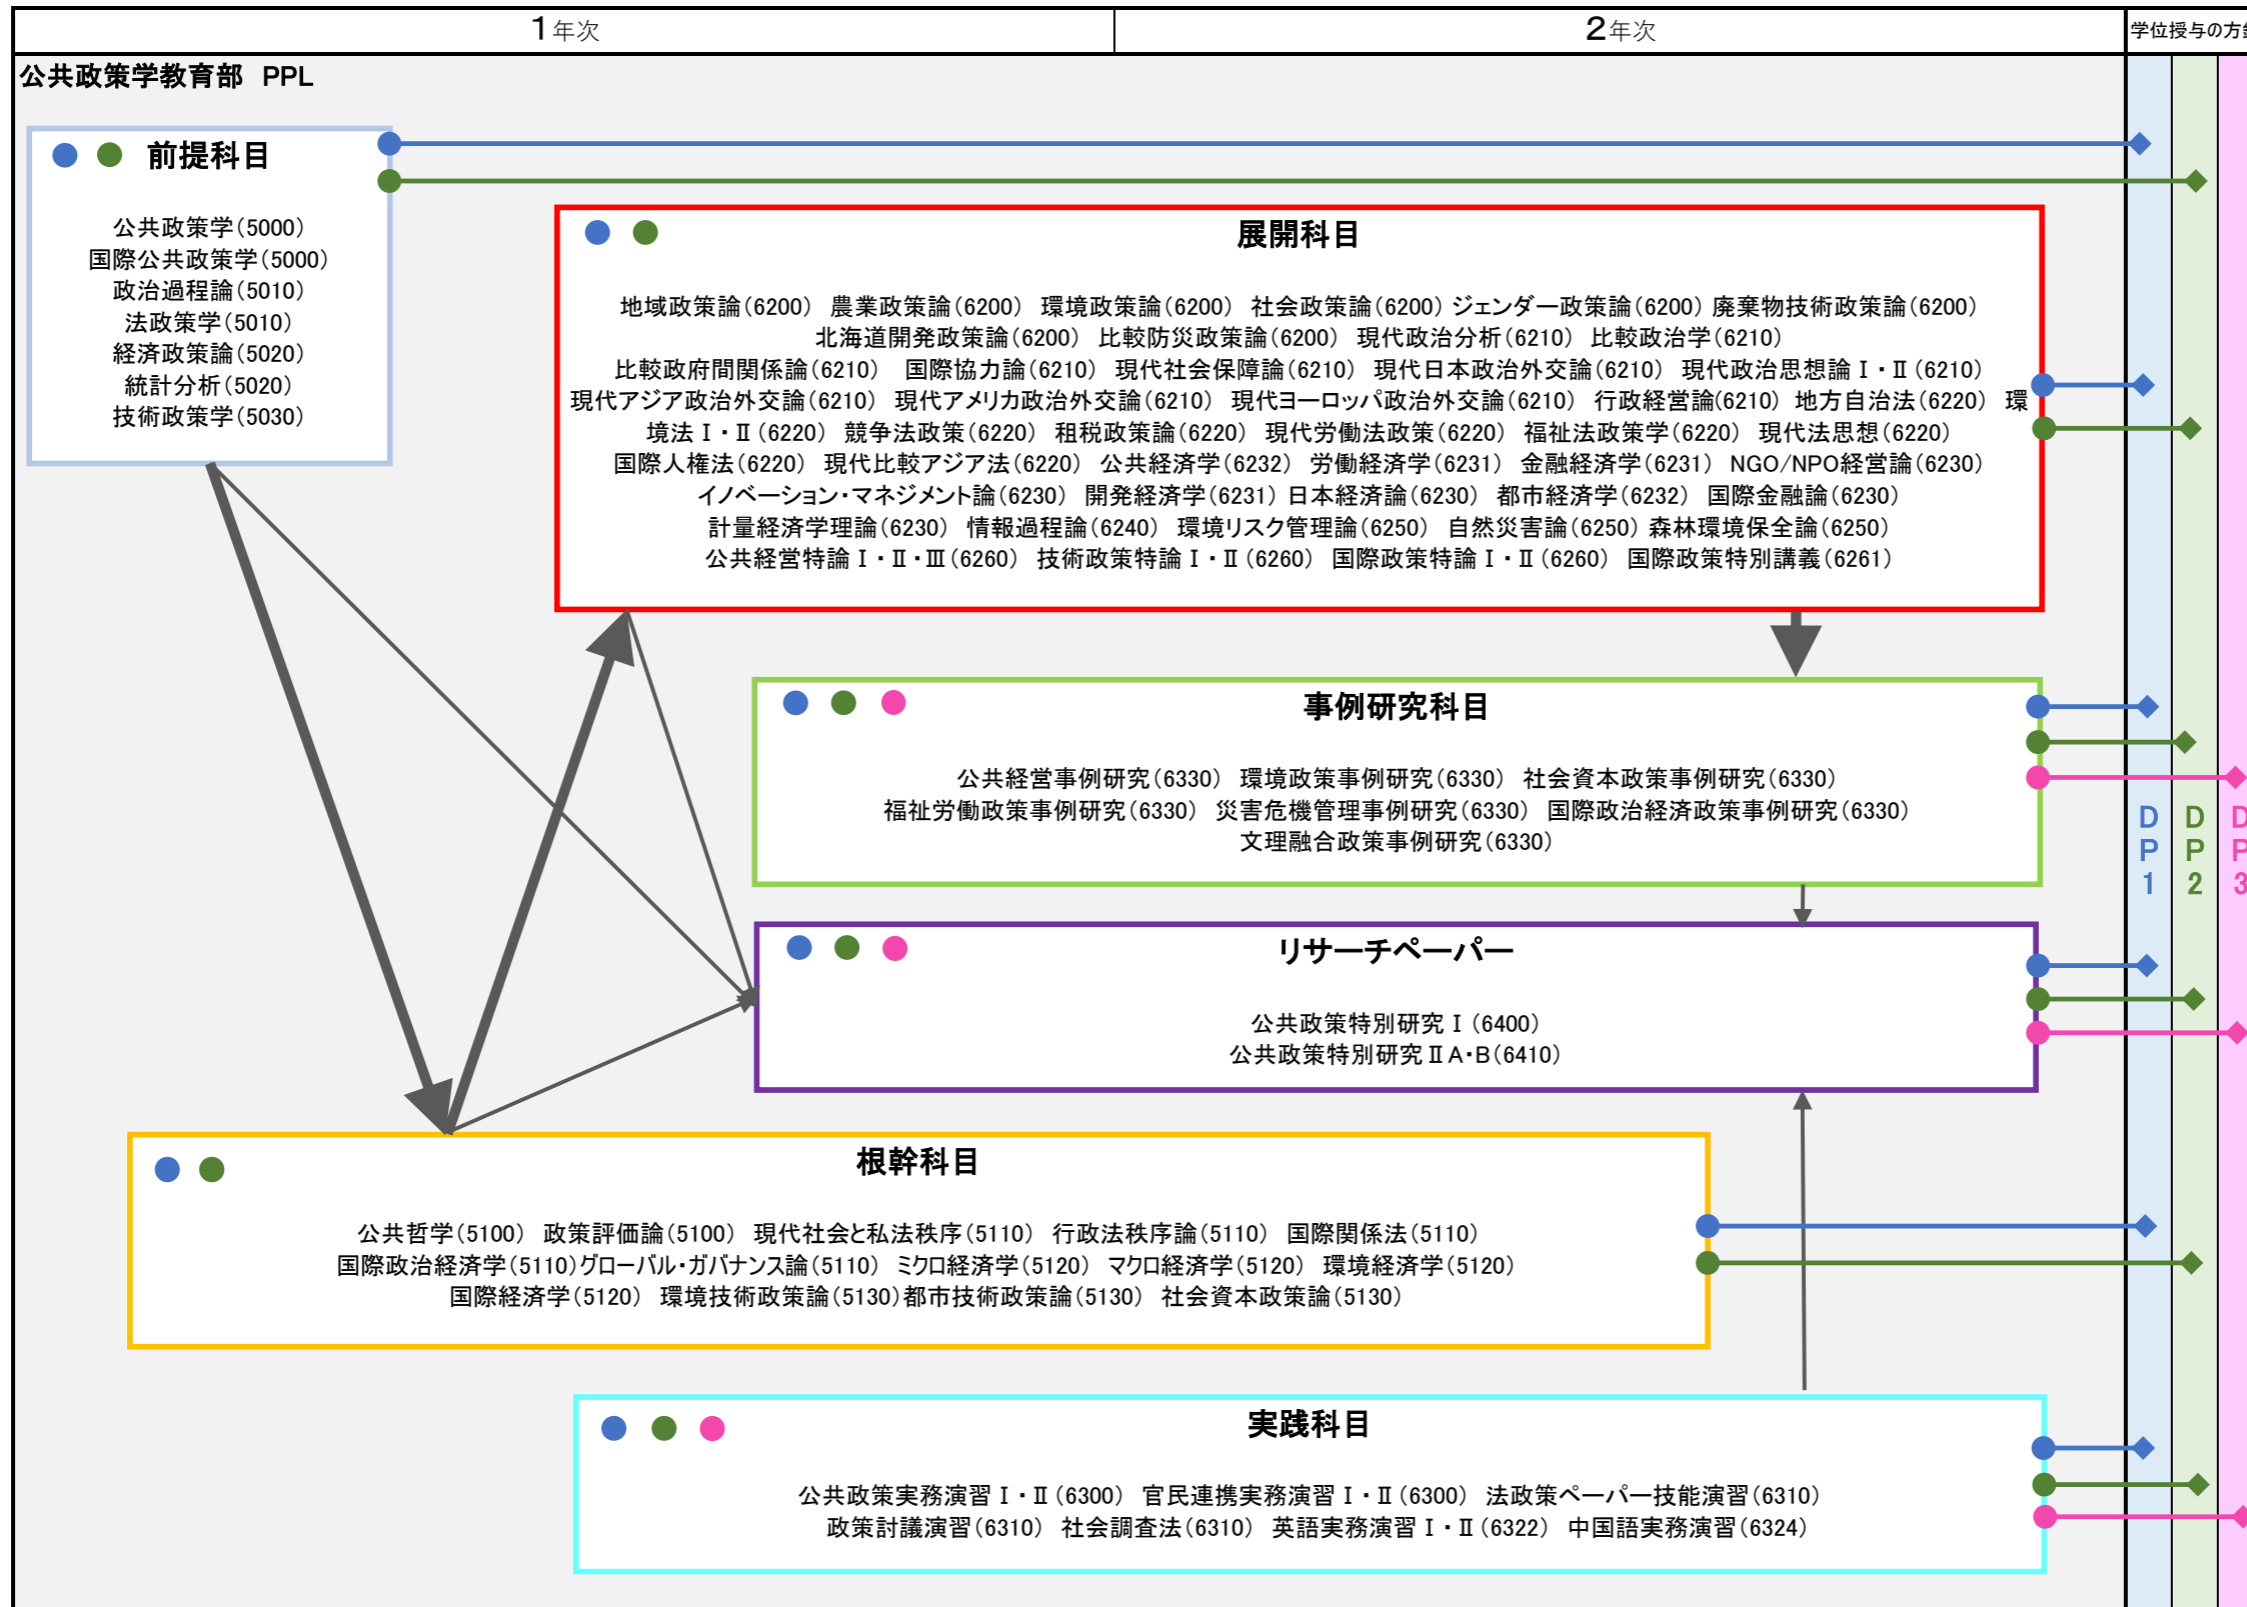 1年次
2年次
学位授与の方
公共政策学教育部 PPL
前提科目
公共政策学(5000)
国際公共政策学(5000)
政治過程論(5010)
法政策学(5010)
経済政策論(5020)
統計分析(5020)
技術政策学(5030)
展開科目
地域政策論(6200) 農業政策論(6200) 環境政策論(6200) 社会政策論(6200) ジェンダー政策論(6200) 廃棄物技術政策論(6200)
北海道開発政策論(6200) 比較防災政策論(6200) 現代政治分析(6210) 比較政治学(6210)
比較政府間関係論(6210) 国際協力論(6210) 現代社会保障論(6210) 現代日本政治外交論(6210) 現代政治思想論Ⅰ・Ⅱ(6210)
現代アジア政治外交論(6210) 現代アメリカ政治外交論(6210) 現代ヨーロッパ政治外交論(6210) 行政経営論(6210) 地方自治法(6220) 環
境法Ⅰ・Ⅱ(6220) 競争法政策(6220) 租税政策論(6220) 現代労働法政策(6220) 福祉法政策学(6220) 現代法思想(6220)
国際人権法(6220) 現代比較アジア法(6220) 公共経済学(6232) 労働経済学(6231) 金融経済学(6231) NGO/NPO経営論(6230)
イノベーション・マネジメント論(6230) 開発経済学(6231) 日本経済論(6230) 都市経済学(6232) 国際金融論(6230)
計量経済学理論(6230) 情報過程論(6240) 環境リスク管理論(6250) 自然災害論(6250) 森林環境保全論(6250)
公共経営特論Ⅰ・Ⅱ・Ⅲ(6260) 技術政策特論Ⅰ・Ⅱ(6260) 国際政策特論Ⅰ・Ⅱ(6260) 国際政策特別講義(6261)
事例研究科目
公共経営事例研究(6330) 環境政策事例研究(6330) 社会資本政策事例研究(6330)
福祉労働政策事例研究(6330) 災害危機管理事例研究(6330) 国際政治経済政策事例研究(6330)
文理融合政策事例研究(6330)
DP1
DP2
DP3
リサーチペーパー
公共政策特別研究Ⅰ(6400)
公共政策特別研究ⅡA・B(6410)
根幹科目
公共哲学(5100) 政策評価論(5100) 現代社会と私法秩序(5110) 行政法秩序論(5110) 国際関係法(5110)
国際政治経済学(5110)グローバル・ガバナンス論(5110) ミクロ経済学(5120) マクロ経済学(5120) 環境経済学(5120)
国際経済学(5120) 環境技術政策論(5130)都市技術政策論(5130) 社会資本政策論(5130)
実践科目
公共政策実務演習Ⅰ・Ⅱ(6300) 官民連携実務演習Ⅰ・Ⅱ(6300) 法政策ペーパー技能演習(6310)
政策討議演習(6310) 社会調査法(6310) 英語実務演習Ⅰ・Ⅱ(6322) 中国語実務演習(6324)